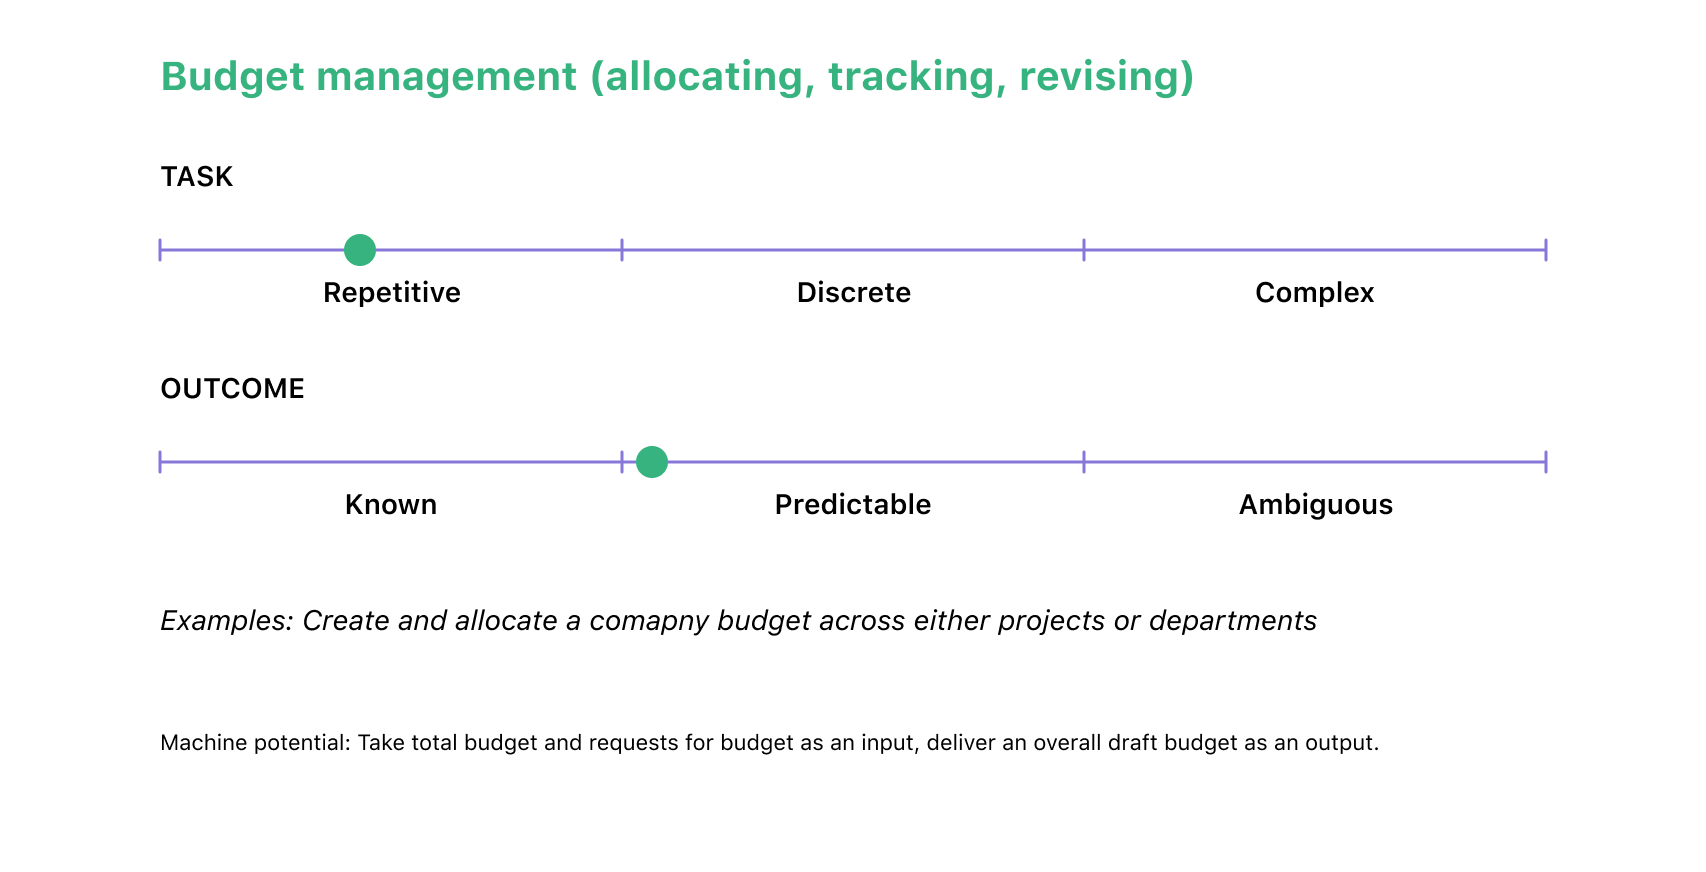 Budget management (allocating, tracking, revising)
TASK
Repetitive Discrete Complex
OUTCOME
Known Predictable Ambiguous
Examples: Create and allocate a comapny budget across either projects or departments
Machine potential: Take total budget and requests for budget as an input, deliver an overall draft budget as an output.